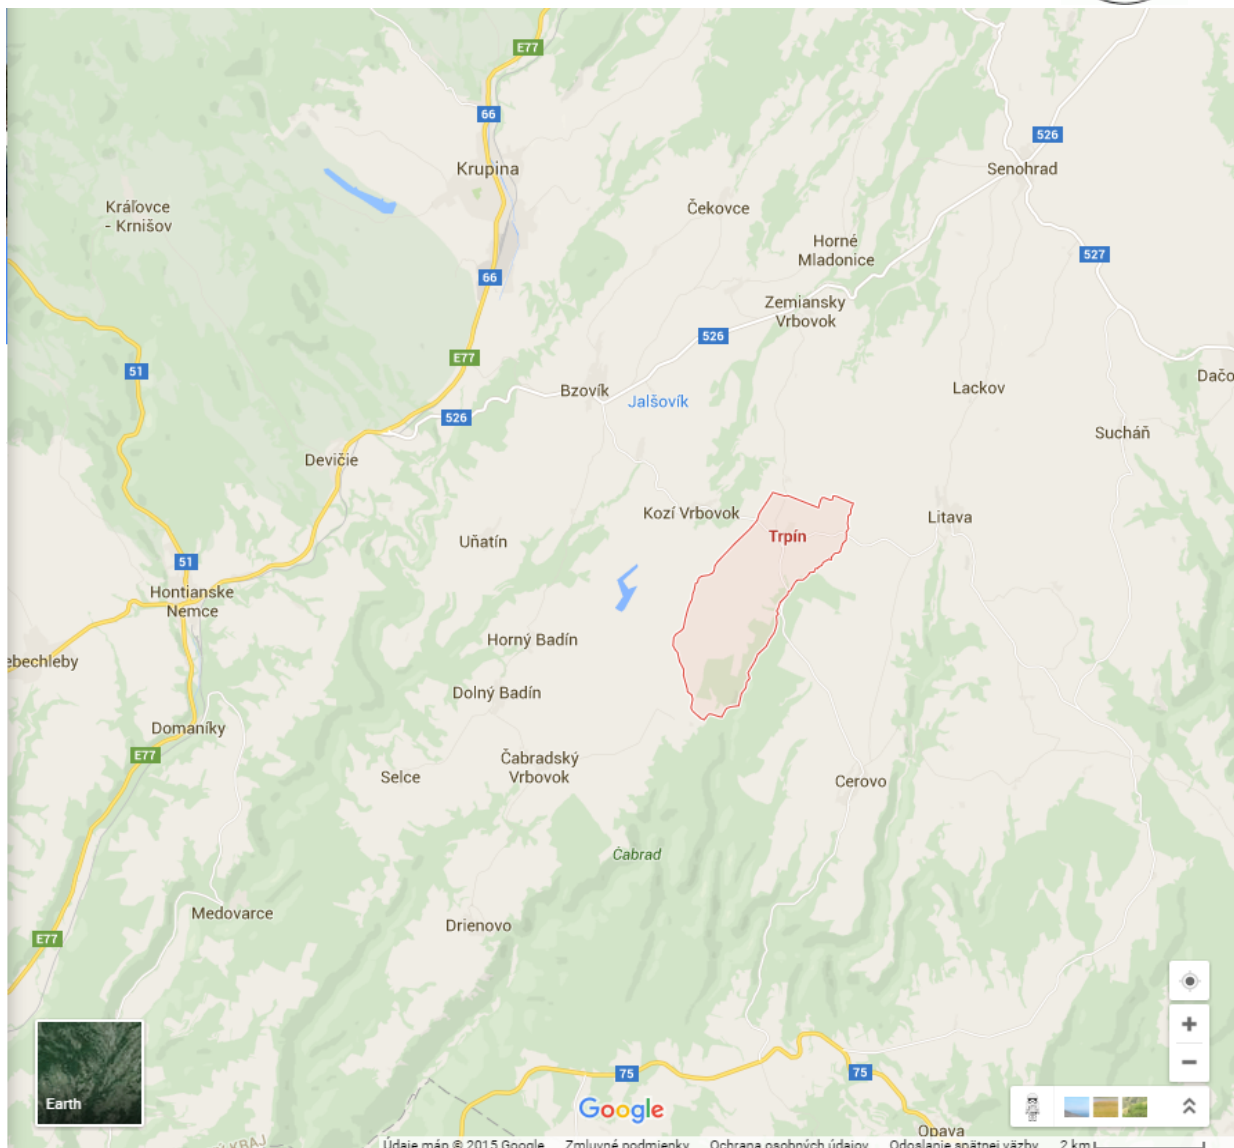 E77
66
526
Krupina
Senohrad
Kráľovce
- Krnišov
Čekovce
Horné
Mladonice
527
66
Zemiansky
Vrbovok
526
E77
51
Bzovík
Jalšovík
Lackov
Dačo
526
Sucháň
Devičie
Kozí Vrbovok
Litava
Trpín
Uňatín
51
Hontianske
Nemce
Horný Badín
ebechleby
Dolný Badín
Domaníky
E77
Čabradský
Vrbovok
Selce
Cerovo
Čabrad
Medovarce
Drienovo
E77
75
75
Earth
Google
Opava
KRAJ
Údaje máp © 2015 Google Zmluvné podmienky Ochrana osobných údajov Odoslanie spätnej väzby 2 km